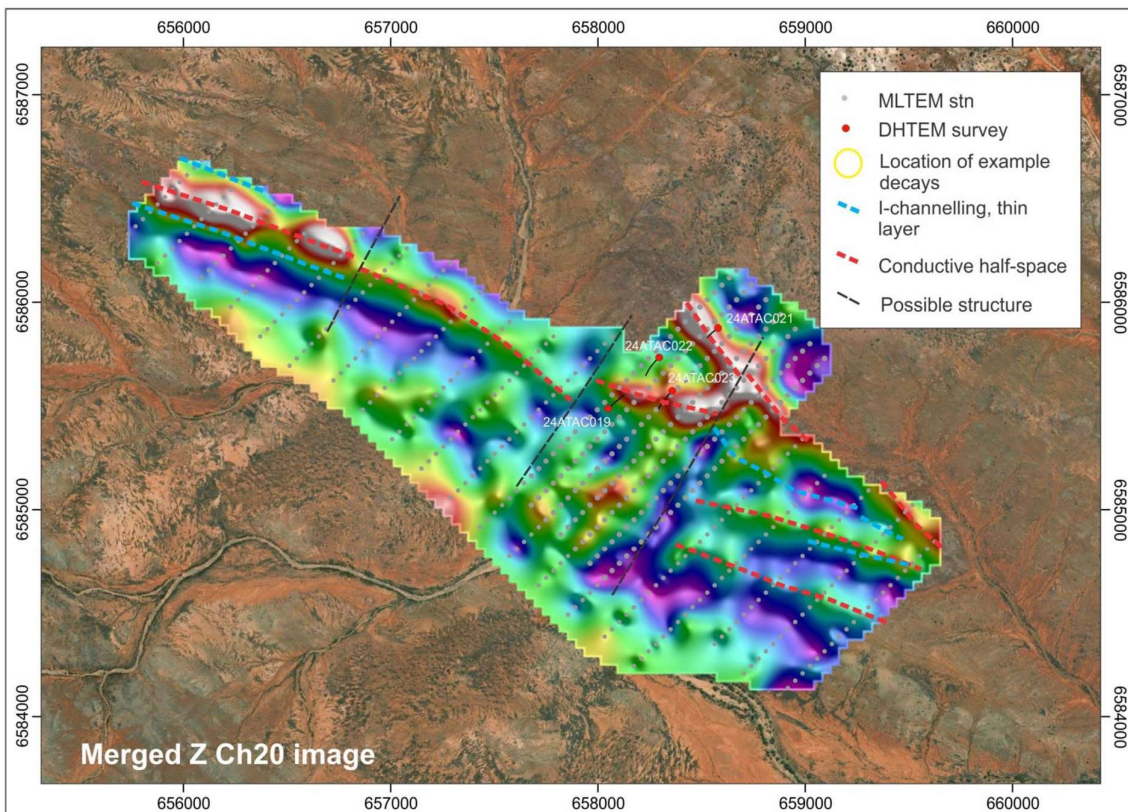 656000 657000 658000 659000 660000
6587000
6587000
MLTEM stn
DHTEM survey
Location of example
decays
I-channelling, thin
layer
Conductive half-space
Possible structure
6586000
6586000
24ATAC021
24ATAC022
24ATAC023
24ATAC019
6585000
6585000
6584000
6584000
Merged Z Ch20 image
656000 657000 658000 659000 660000